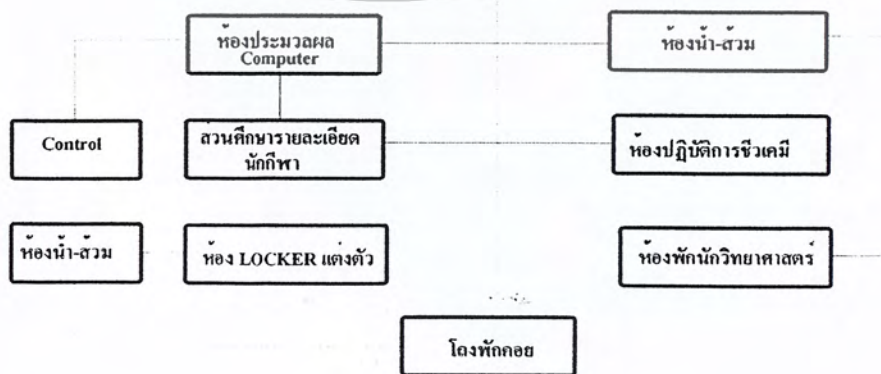 ห้องประมวลผล
Computer
ห้องน้ำ-ส้วม
Control
ส่วนศึกษารายละเอียด
นักกีฬา
ห้องปฏิบัติการชีวเคมี
ห้องน้ำ-ส้วม
ห้อง LOCKER แต่งตัว
ห้องพักนักวิทยาศาสตร์
โถงพักคอย